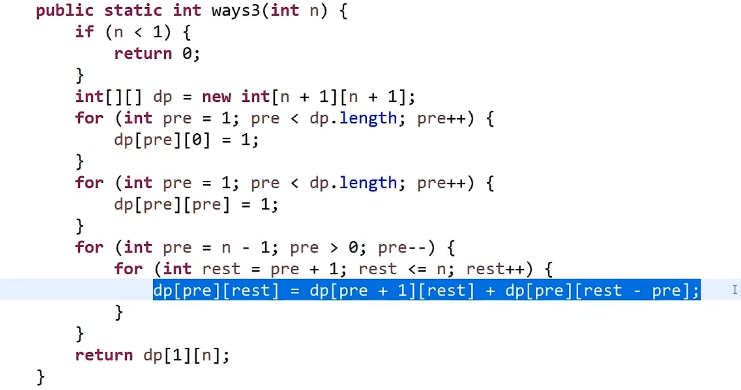 public static int ways3(int n) {
if (n < 1) {
return 0;
}
int[][] dp = new int[n + 1][n + 1];
for (int pre = 1; pre < dp.length; pre++) {
dp[pre][0] = 1;
}
for (int pre = 1; pre < dp.length; pre++) {
dp[pre][pre] = 1;
}
for (int pre = n - 1; pre > 0; pre--) {
for (int rest = pre + 1; rest <= n; rest++) {
dp[pre][rest] = dp[pre + 1][rest] + dp[pre][rest - pre];
}
}
return dp[1][n];
}